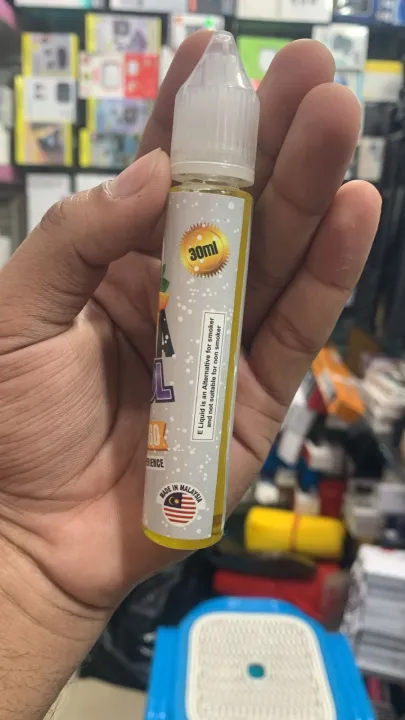 30ml
E Liquid is an Alternative for smoker
and not suitable for non smoker
MADE IN MALAYSIA